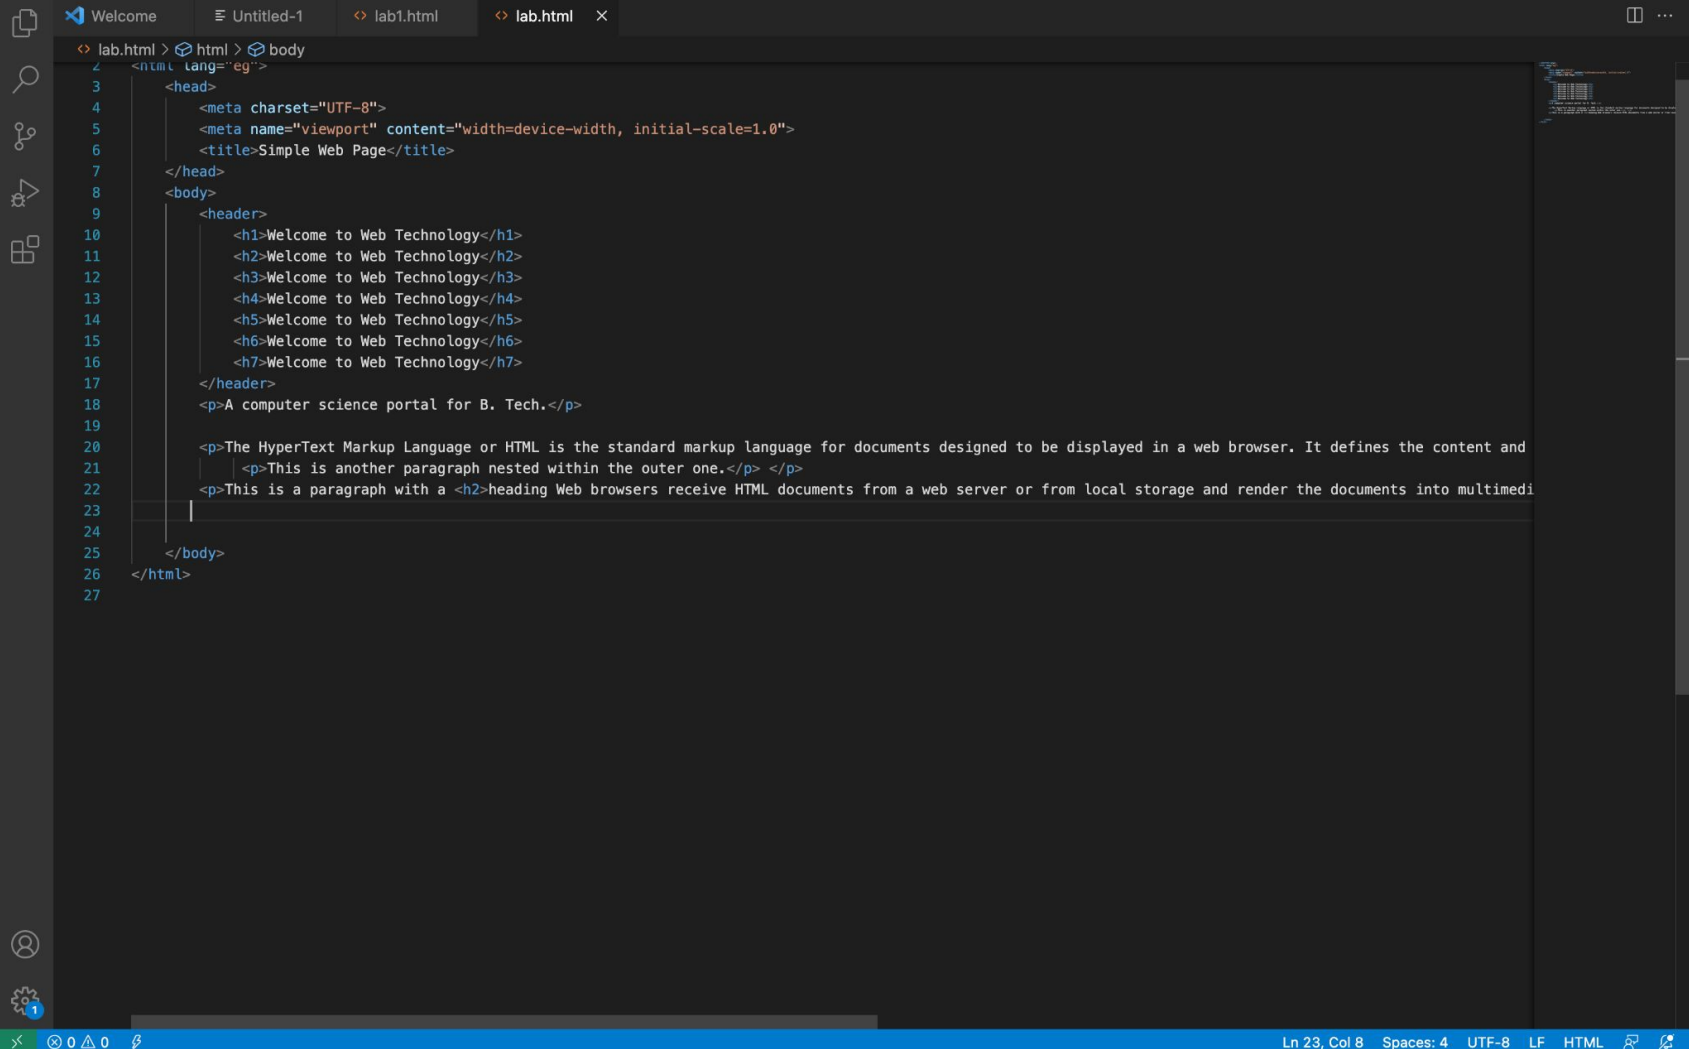 Welcome
Untitled-1
lab1.html
lab.html
lab.html > html > body
2 <html lang="eg">
3 <head>
4 <meta charset="UTF-8">
5 <meta name="viewport" content="width=device-width, initial-scale=1.0">
6 <title>Simple Web Page</title>
7 </head>
8 <body>
9 <header>
10 <h1>Welcome to Web Technology</h1>
11 <h2>Welcome to Web Technology</h2>
12 <h3>Welcome to Web Technology</h3>
13 <h4>Welcome to Web Technology</h4>
14 <h5>Welcome to Web Technology</h5>
15 <h6>Welcome to Web Technology</h6>
16 <h7>Welcome to Web Technology</h7>
17 </header>
18 <p>A computer science portal for B. Tech.</p>
19
20 <p>The HyperText Markup Language or HTML is the standard markup language for documents designed to be displayed in a web browser. It defines the content and
21 <p>This is another paragraph nested within the outer one.</p> </p>
22 <p>This is a paragraph with a <h2>heading Web browsers receive HTML documents from a web server or from local storage and render the documents into multimedi
23
24
25 </body>
26 </html>
27
1
0 0 Ln 23, Col 8 Spaces: 4 UTF-8 LF HTML